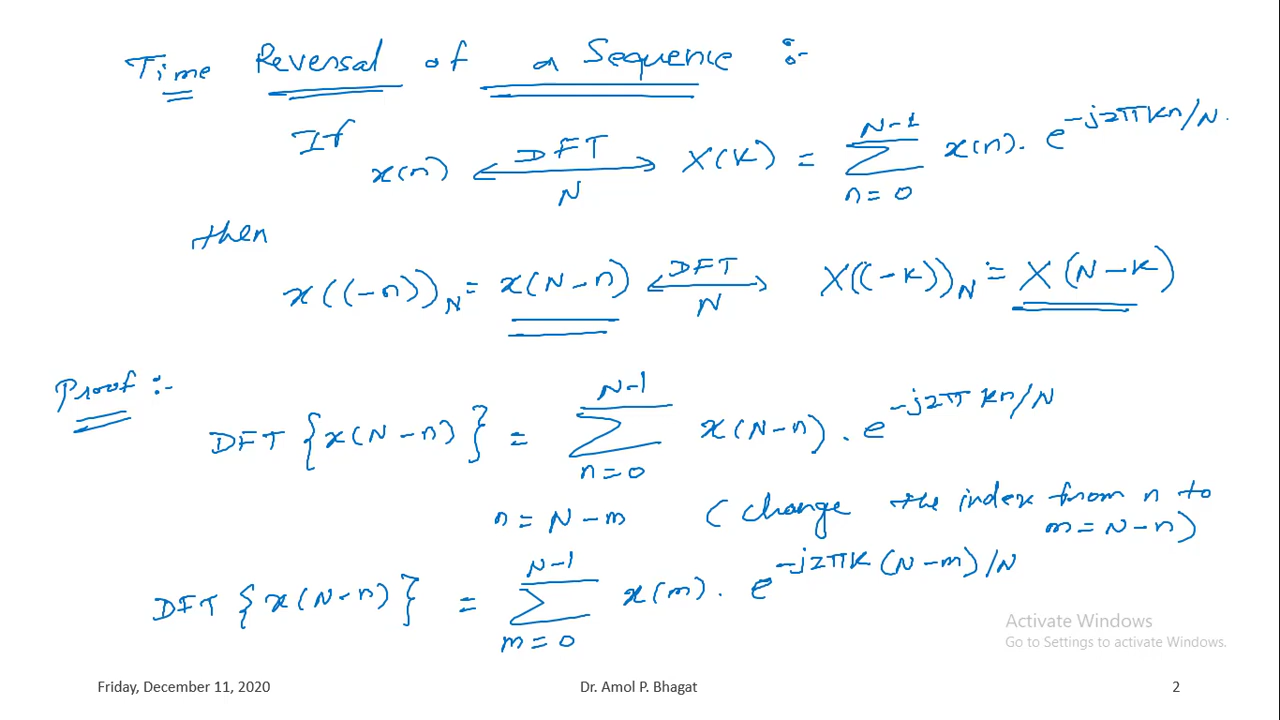 Time Reversal of a Sequence :-
If
x(n) <--DFT/N--> X(k) = Σ_{n=0}^{N-1} x(n). e^{-j2πkn/N}.
then
x((-n))_N = x(N-n) <--DFT/N--> X((-k))_N = X(N-k)
Proof :-
DFT {x(N-n)} = Σ_{n=0}^{N-1} x(N-n). e^{-j2πkn/N}
n = N-m (change the index from n to
m = N-n)
DFT {x(N-n)} = Σ_{m=0}^{N-1} x(m). e^{-j2πk(N-m)/N}
Activate Windows
Go to Settings to activate Windows.
Friday, December 11, 2020 Dr. Amol P. Bhagat 2